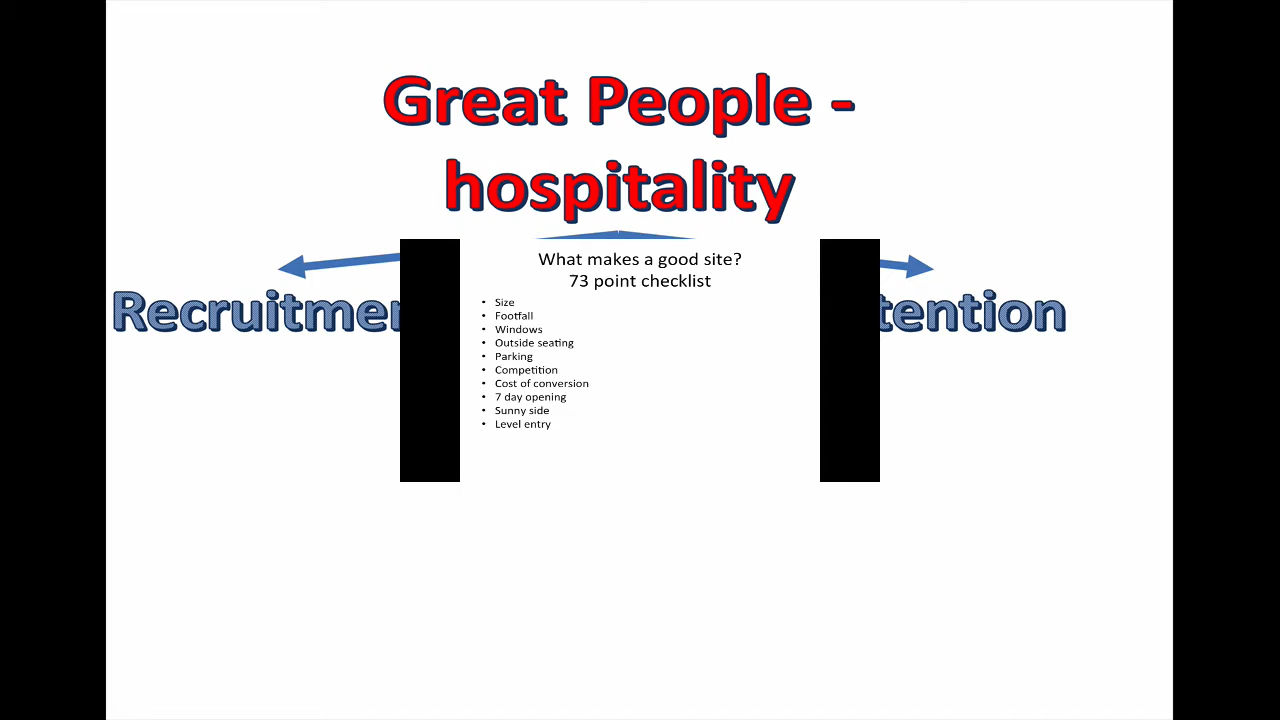 Great People -
hospitality
What makes a good site?
73 point checklist
• Size
• Footfall
• Windows
• Outside seating
• Parking
• Competition
• Cost of conversion
• 7 day opening
• Sunny side
• Level entry